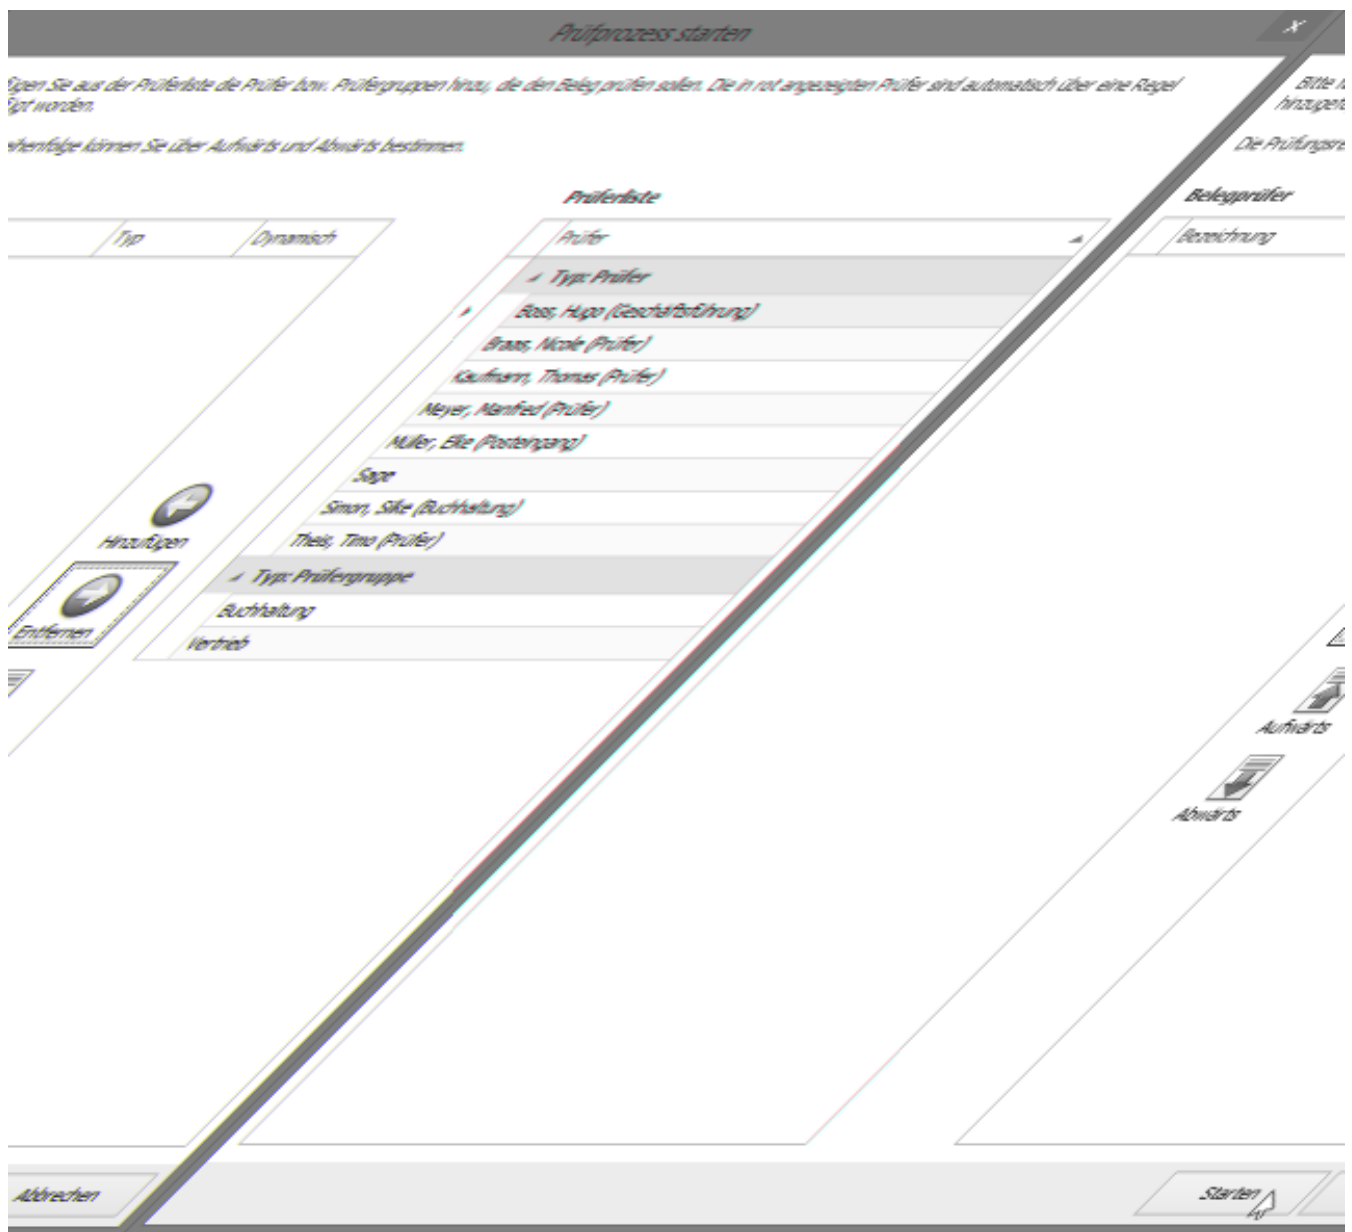 Prüfprozess starten
x
Bitte
fügen Sie aus der Prüferliste die Prüfer bzw. Prüfergruppen hinzu, die den Beleg prüfen sollen. Die in rot angezeigten Prüfer sind automatisch über eine Regel
hinzugefügt worden.
Die Prüfungsreihenfolge können Sie über Aufwärts und Abwärts bestimmen.
Belegprüfer
Prüferliste
Bezeichnung
Typ
Dynamisch
Prüfer
Typ: Prüfer
Boss, Hugo (Geschäftsführung)
Braas, Nicole (Prüfer)
Kaufmann, Thomas (Prüfer)
Meyer, Manfred (Prüfer)
Müller, Elke (Posteingang)
Sage
Simon, Silke (Buchhaltung)
Theis, Timo (Prüfer)
Typ: Prüfergruppe
Buchhaltung
Vertrieb
Hinzufügen
Entfernen
Aufwärts
Abwärts
Starten
Abbrechen